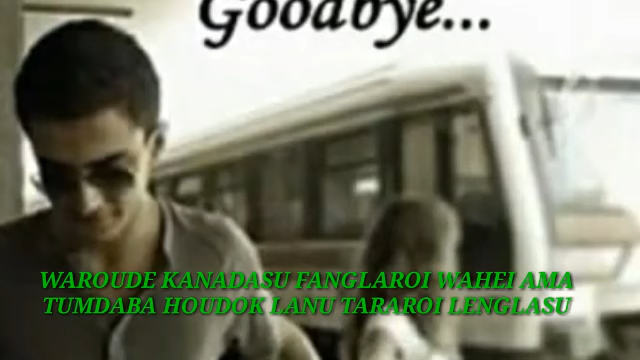 Goodbye...
WAROUDE KANADASU FANGLAROI WAHEI AMA
TUMDABA HOUDOK LANU TARAROI LENGLASU